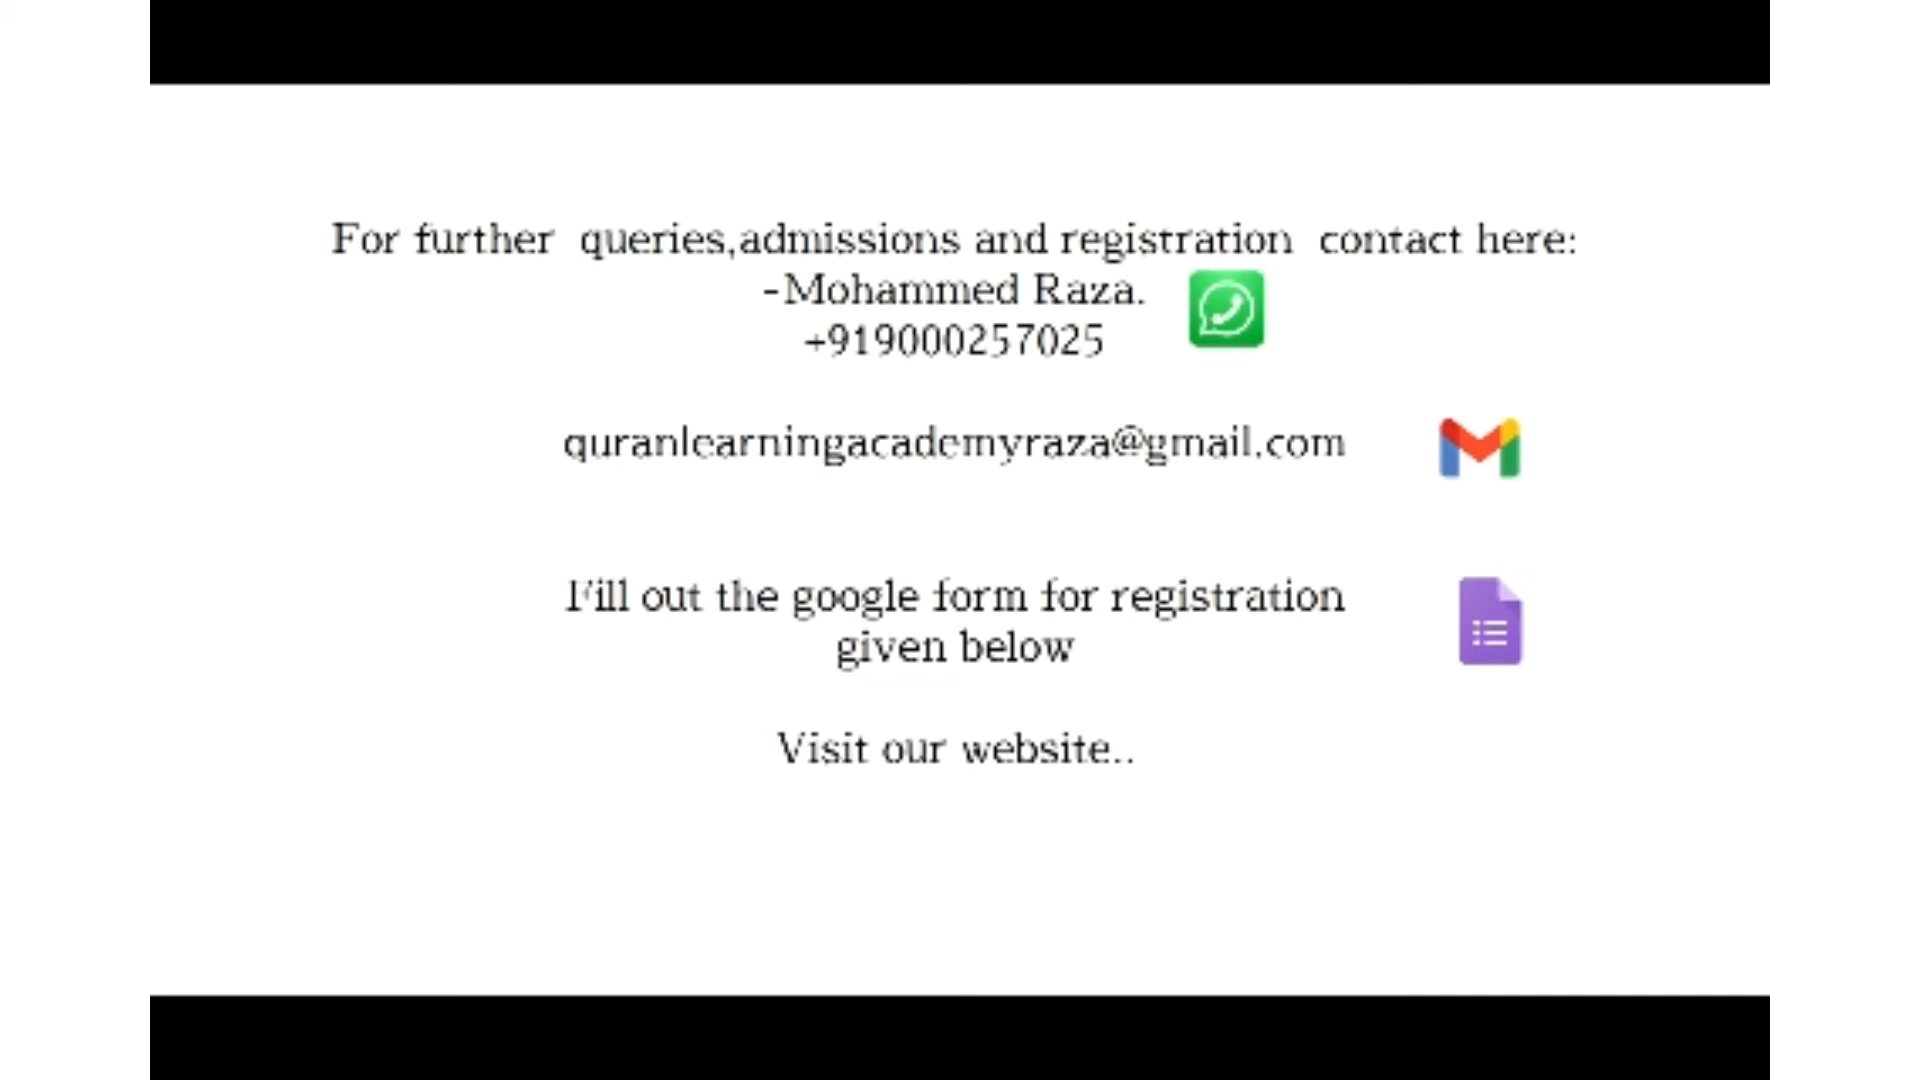 For further queries,admissions and registration contact here:
-Mohammed Raza.
+919000257025
quranlearningacademyraza@gmail.com
Fill out the google form for registration
given below
Visit our website..